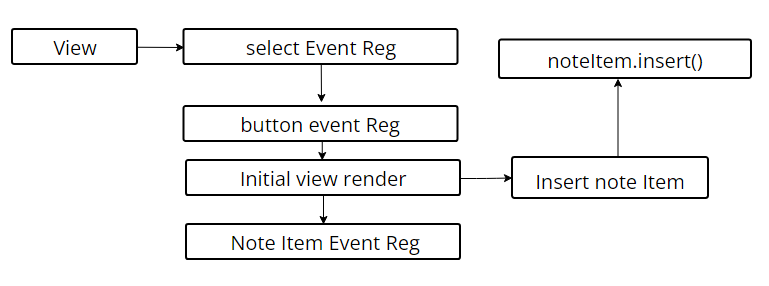 View
select Event Reg
noteItem.insert()
button event Reg
Initial view render
Insert note Item
Note Item Event Reg